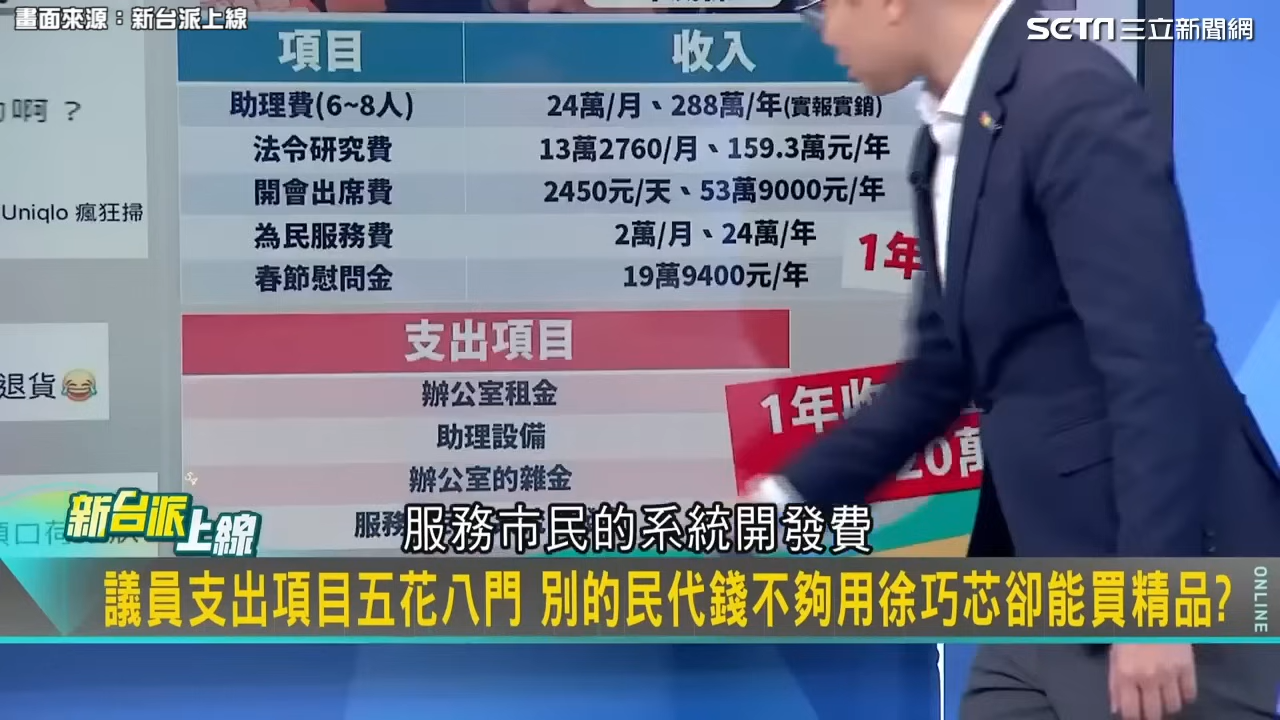 畫面來源：新台派上線
SETN三立新聞網
啊？
Uniqlo 瘋狂掃
退貨😂
項目 收入
助理費(6~8人) 24萬/月、288萬/年(實報實銷)
法令研究費 13萬2760/月、159.3萬元/年
開會出席費 2450元/天、53萬9000元/年
為民服務費 2萬/月、24萬/年
春節慰問金 19萬9400元/年
1年
支出項目
辦公室租金
助理設備
辦公室的雜金
服務
1年收
20萬
服務市民的系統開發費
新台派上線
議員支出項目五花八門 別的民代錢不夠用徐巧芯卻能買精品?
ONLINE